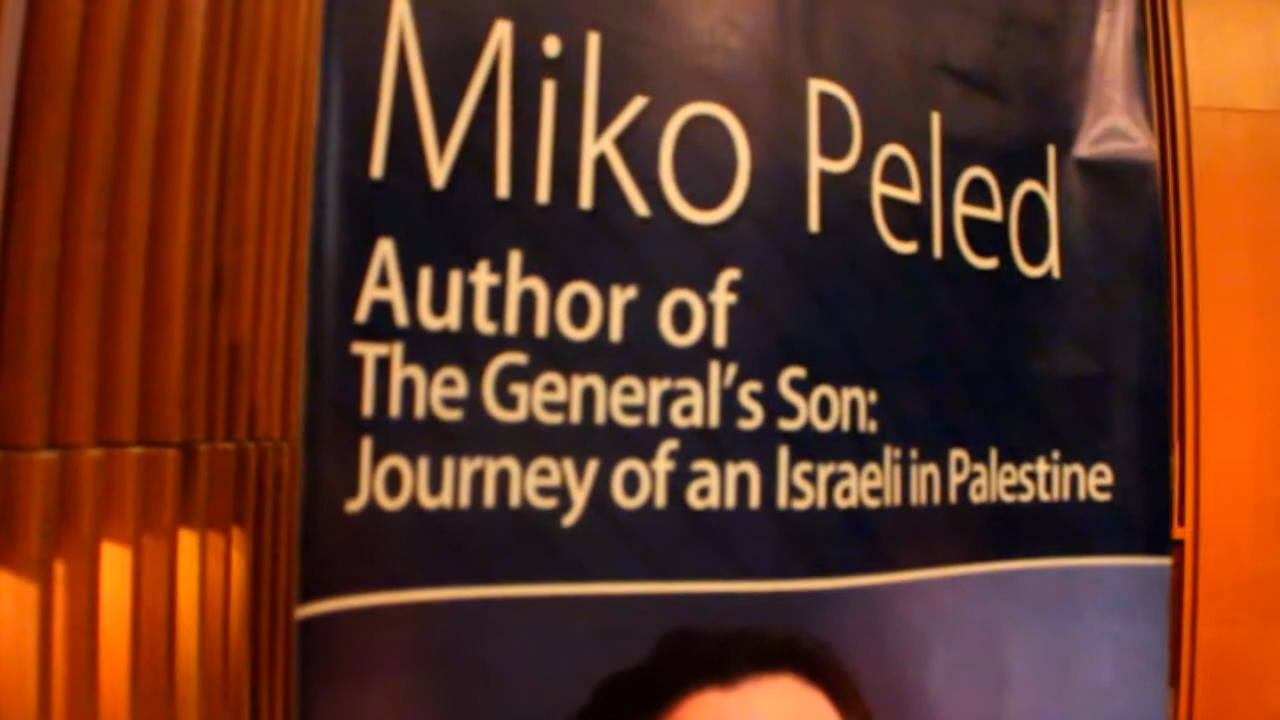 Miko Peled
Author of
The General's Son:
Journey of an Israeli in Palestine